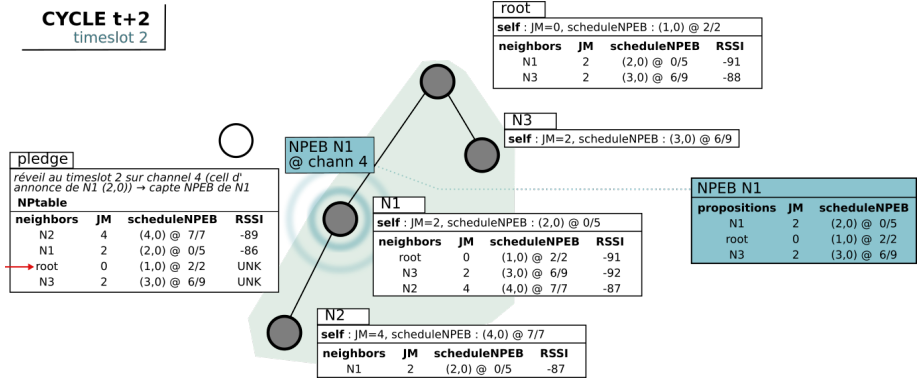 CYCLE t+2
timeslot 2
root
self : JM=0, scheduleNPEB : (1,0) @ 2/2
neighbors JM scheduleNPEB RSSI
N1 2 (2,0) @ 0/5 -91
N3 2 (3,0) @ 6/9 -88
N3
self : JM=2, scheduleNPEB : (3,0) @ 6/9
NPEB N1
@ chann 4
pledge
réveil au timeslot 2 sur channel 4 (cell d'
annonce de N1 (2,0)) → capte NPEB de N1
NPtable
neighbors JM scheduleNPEB RSSI
N2 4 (4,0) @ 7/7 -89
N1 2 (2,0) @ 0/5 -86
root 0 (1,0) @ 2/2 UNK
N3 2 (3,0) @ 6/9 UNK
N1
self : JM=2, scheduleNPEB : (2,0) @ 0/5
neighbors JM scheduleNPEB RSSI
root 0 (1,0) @ 2/2 -91
N3 2 (3,0) @ 6/9 -92
N2 4 (4,0) @ 7/7 -87
NPEB N1
propositions JM scheduleNPEB
N1 2 (2,0) @ 0/5
root 0 (1,0) @ 2/2
N3 2 (3,0) @ 6/9
N2
self : JM=4, scheduleNPEB : (4,0) @ 7/7
neighbors JM scheduleNPEB RSSI
N1 2 (2,0) @ 0/5 -87